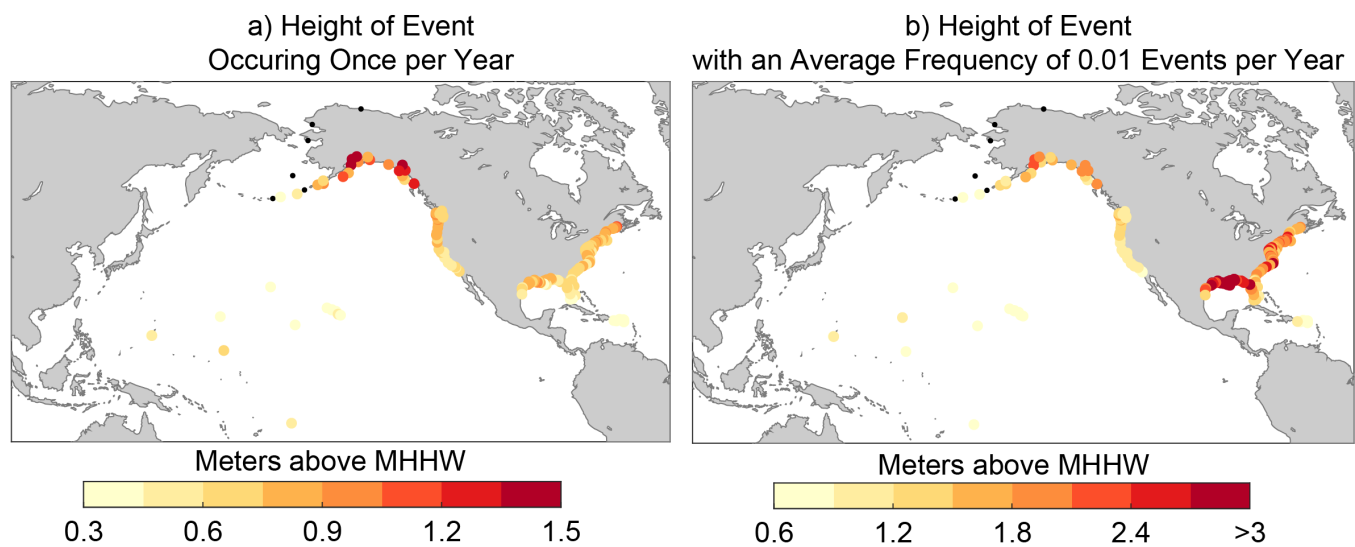 a) Height of Event
Occuring Once per Year
b) Height of Event
with an Average Frequency of 0.01 Events per Year
Meters above MHHW
0.3 0.6 0.9 1.2 1.5
Meters above MHHW
0.6 1.2 1.8 2.4 >3